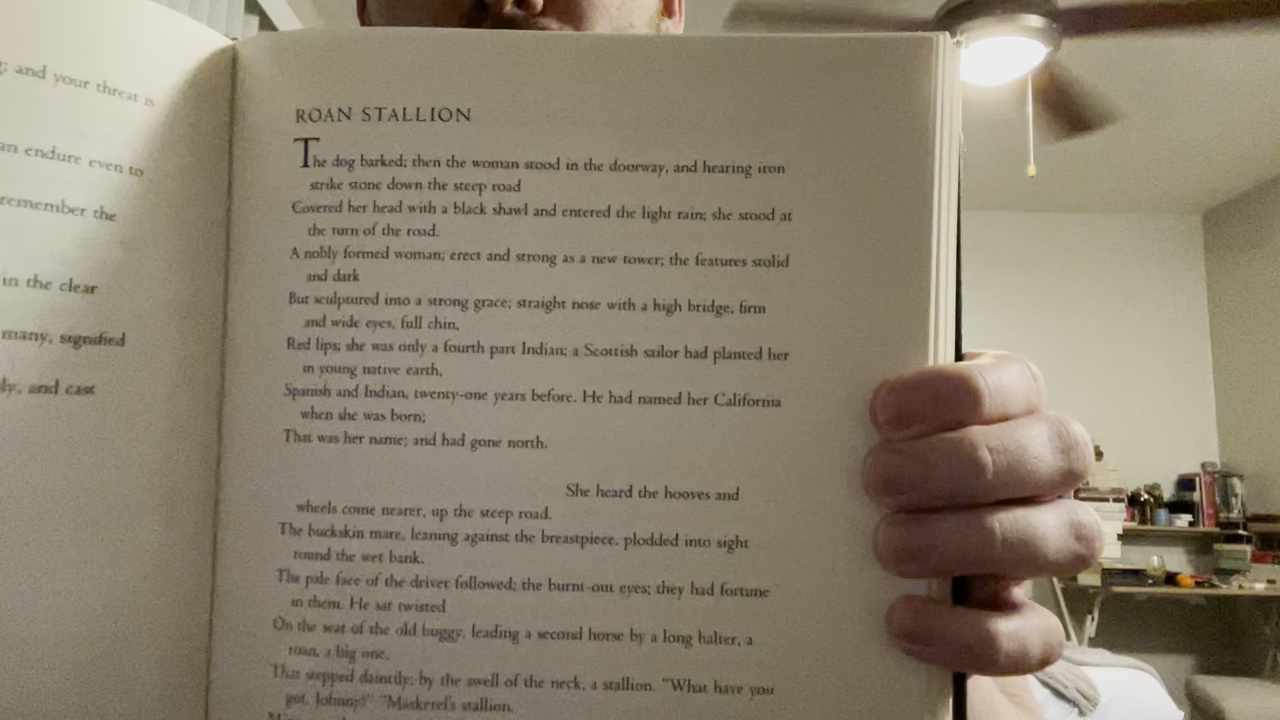 ; and your threat is
an endure even to
remember the
in the clear
many, signified
ly, and cast
ROAN STALLION
The dog barked; then the woman stood in the doorway, and hearing iron
strike stone down the steep road
Covered her head with a black shawl and entered the light rain; she stood at
the turn of the road.
A nobly formed woman; erect and strong as a new tower; the features stolid
and dark
But sculptured into a strong grace; straight nose with a high bridge, firm
and wide eyes, full chin,
Red lips; she was only a fourth part Indian; a Scottish sailor had planted her
in young native earth,
Spanish and Indian, twenty-one years before. He had named her California
when she was born;
That was her name; and had gone north.
She heard the hooves and
wheels come nearer, up the steep road.
The buckskin mare, leaning against the breastpiece, plodded into sight
round the wet bank.
The pale face of the driver followed; the burnt-out eyes; they had fortune
in them. He sat twisted
On the seat of the old buggy, leading a second horse by a long halter, a
roan, a big one,
That stepped daintily; by the swell of the neck, a stallion. "What have you
got, Johnny?" "Maskerel's stallion.